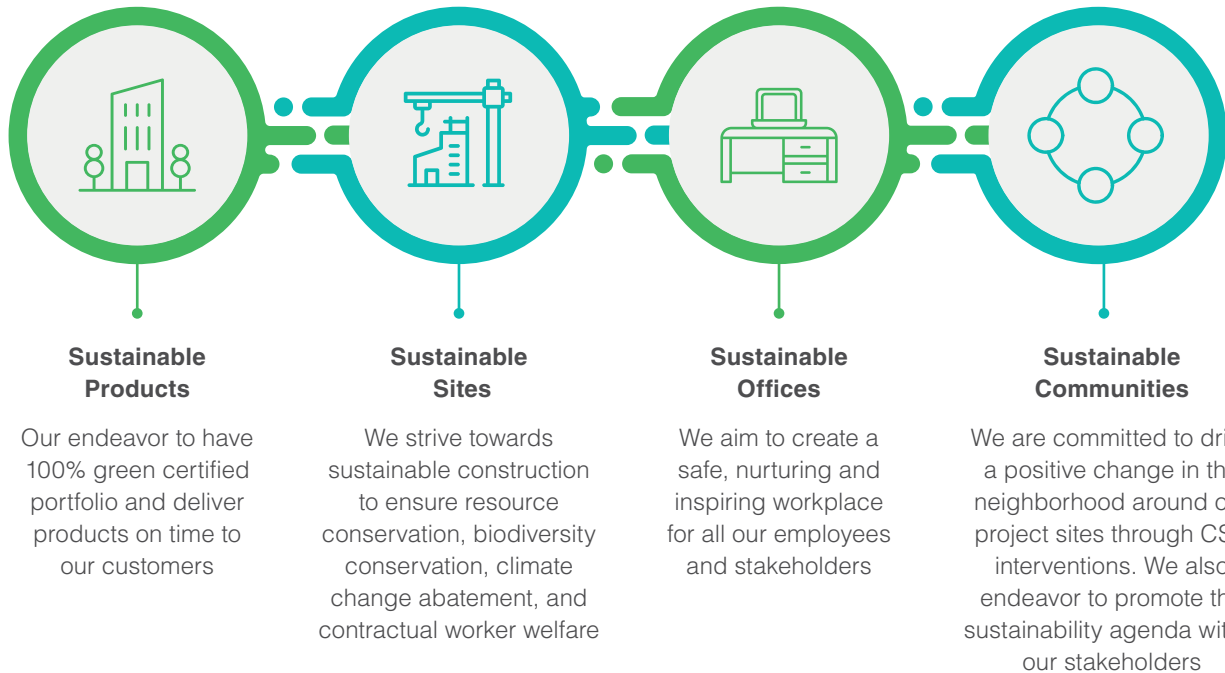 Sustainable
Products
Our endeavor to have
100% green certified
portfolio and deliver
products on time to
our customers
Sustainable
Sites
We strive towards
sustainable construction
to ensure resource
conservation, biodiversity
conservation, climate
change abatement, and
contractual worker welfare
Sustainable
Offices
We aim to create a
safe, nurturing and
inspiring workplace
for all our employees
and stakeholders
Sustainable
Communities
We are committed to
a positive change in
neighborhood around
project sites through
interventions. We also
endeavor to promote
sustainability agenda
our stakeholders